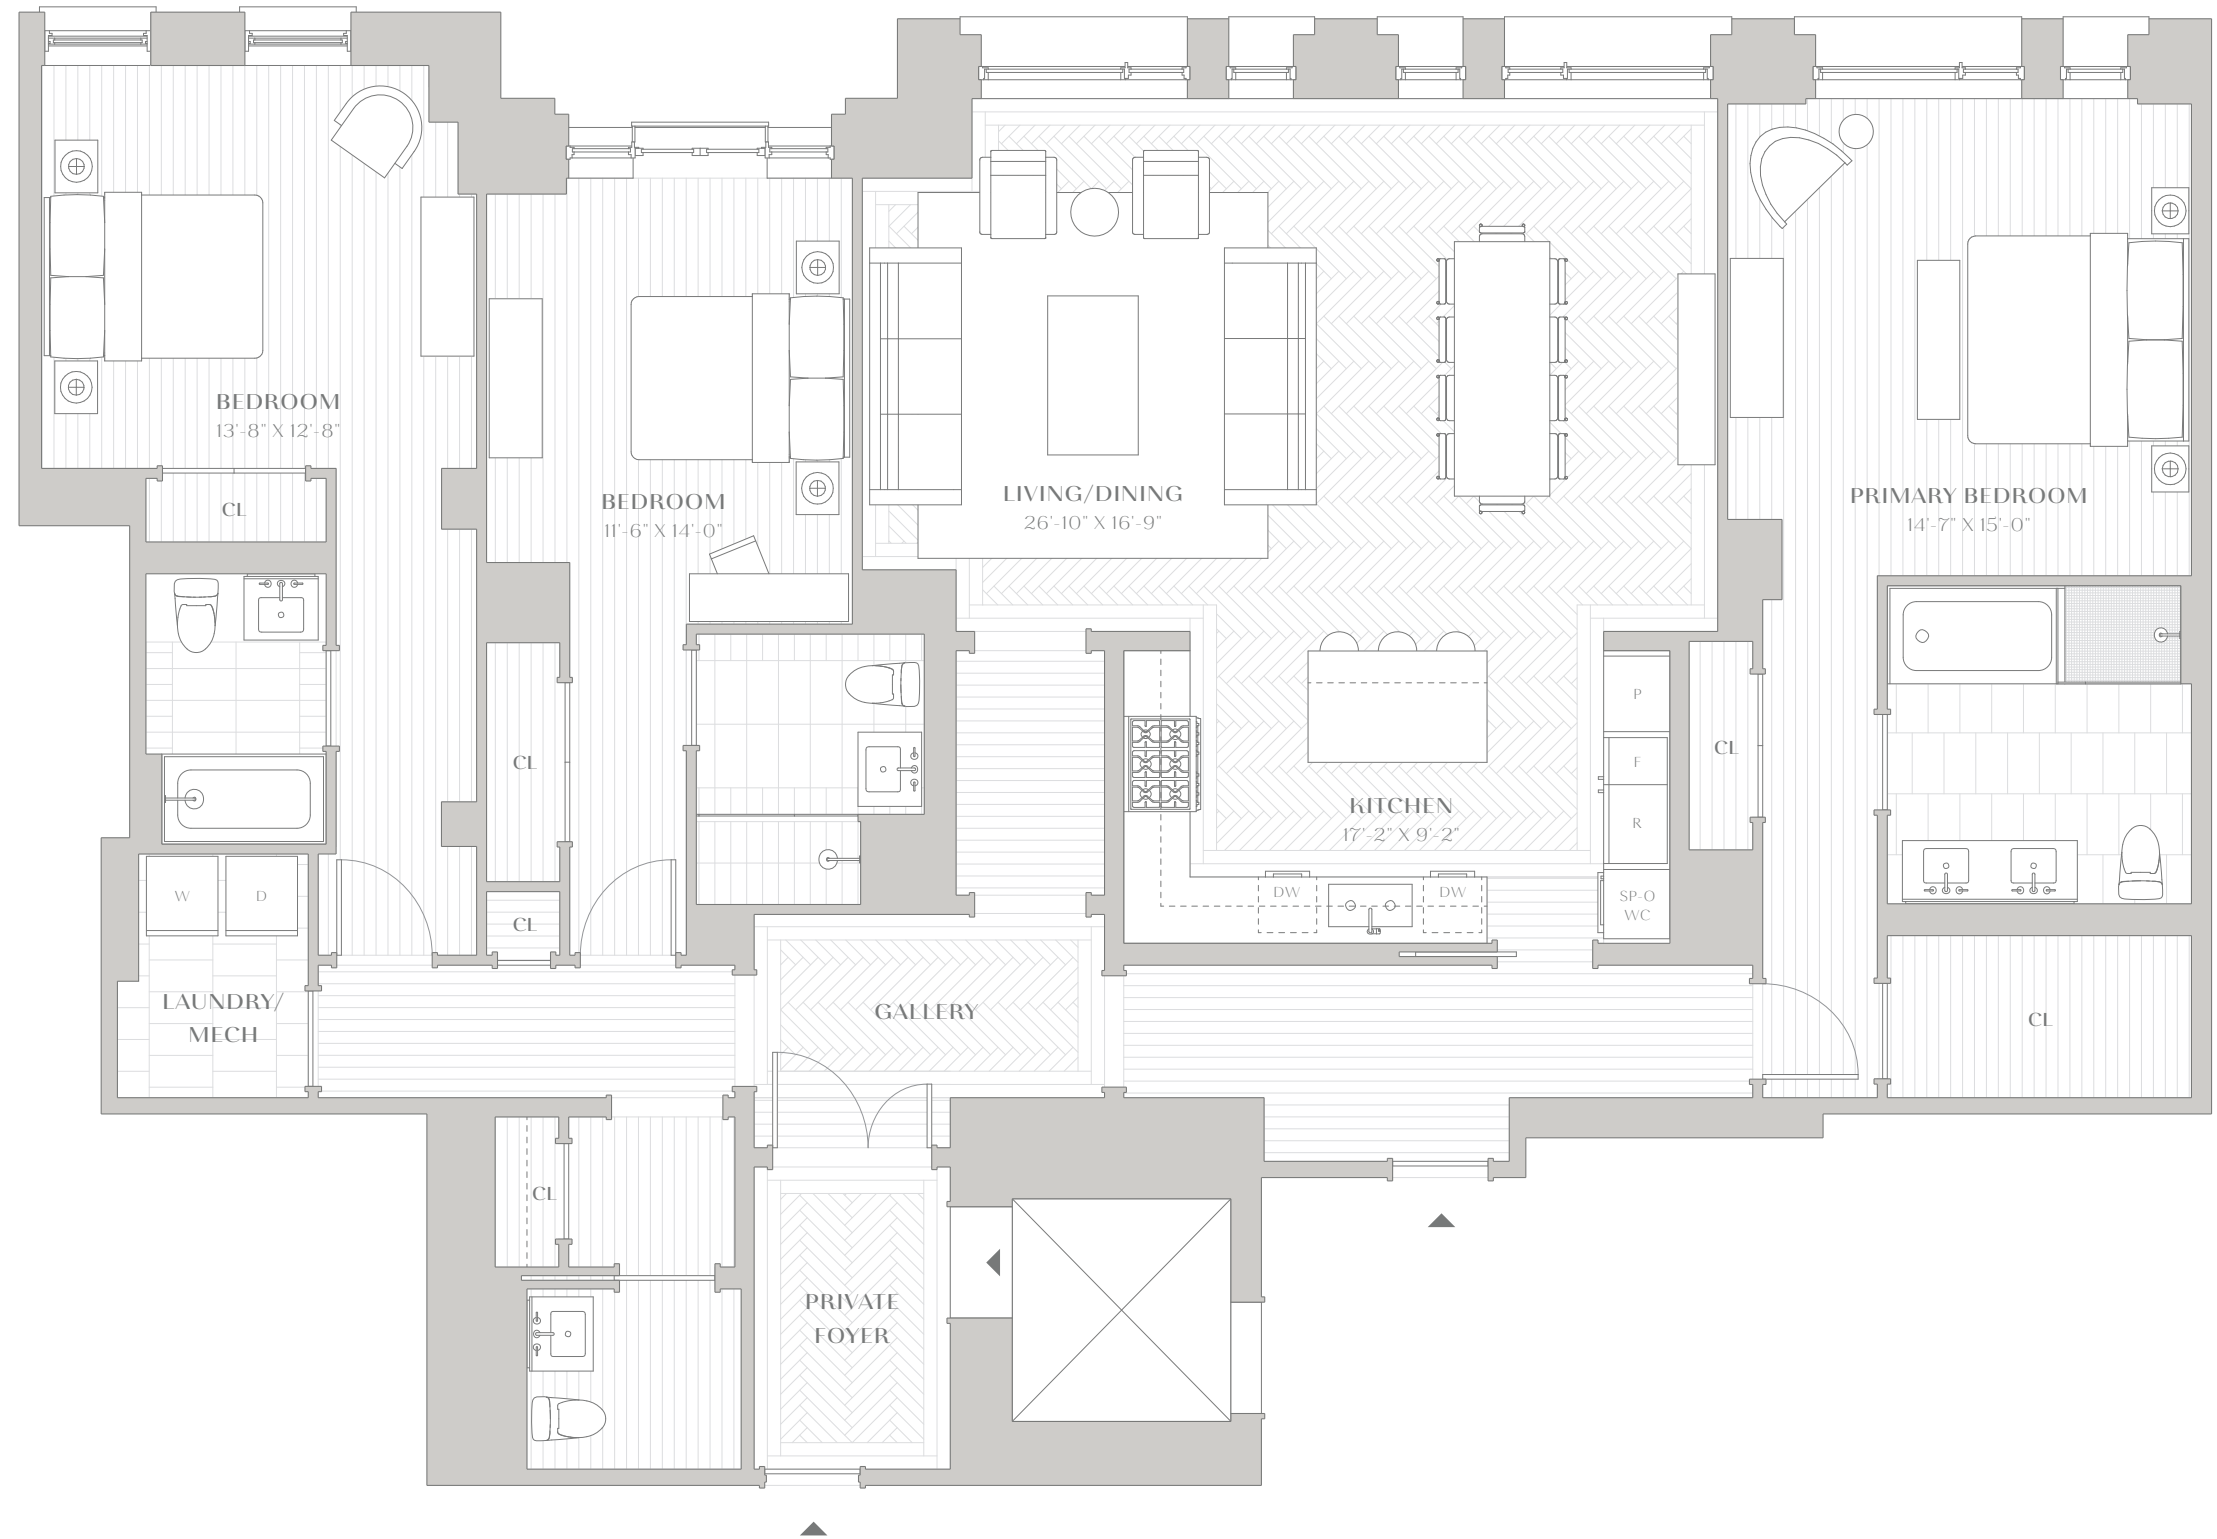 BEDROOM
13'-8" X 12'-8"
CL
BEDROOM
11'-6" X 14'-0"
LIVING/DINING
26'-10" X 16'-9"
PRIMARY BEDROOM
14'-7" X 15'-0"
CL
CL
P
F
R
SP-O
WC
CL
KITCHEN
17'-2" X 9'-2"
DW
DW
W
D
LAUNDRY/
MECH
GALLERY
CL
CL
PRIVATE
FOYER